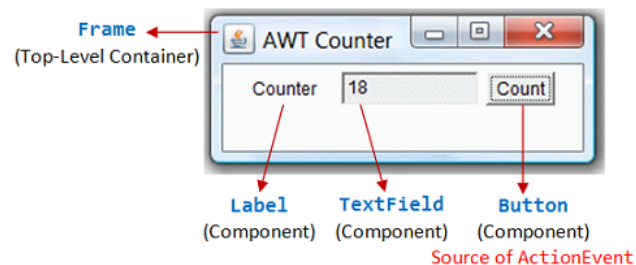 Frame
(Top-Level Container)
AWT Counter
Counter 18 Count
Label TextField Button
(Component) (Component) (Component)
Source of ActionEvent